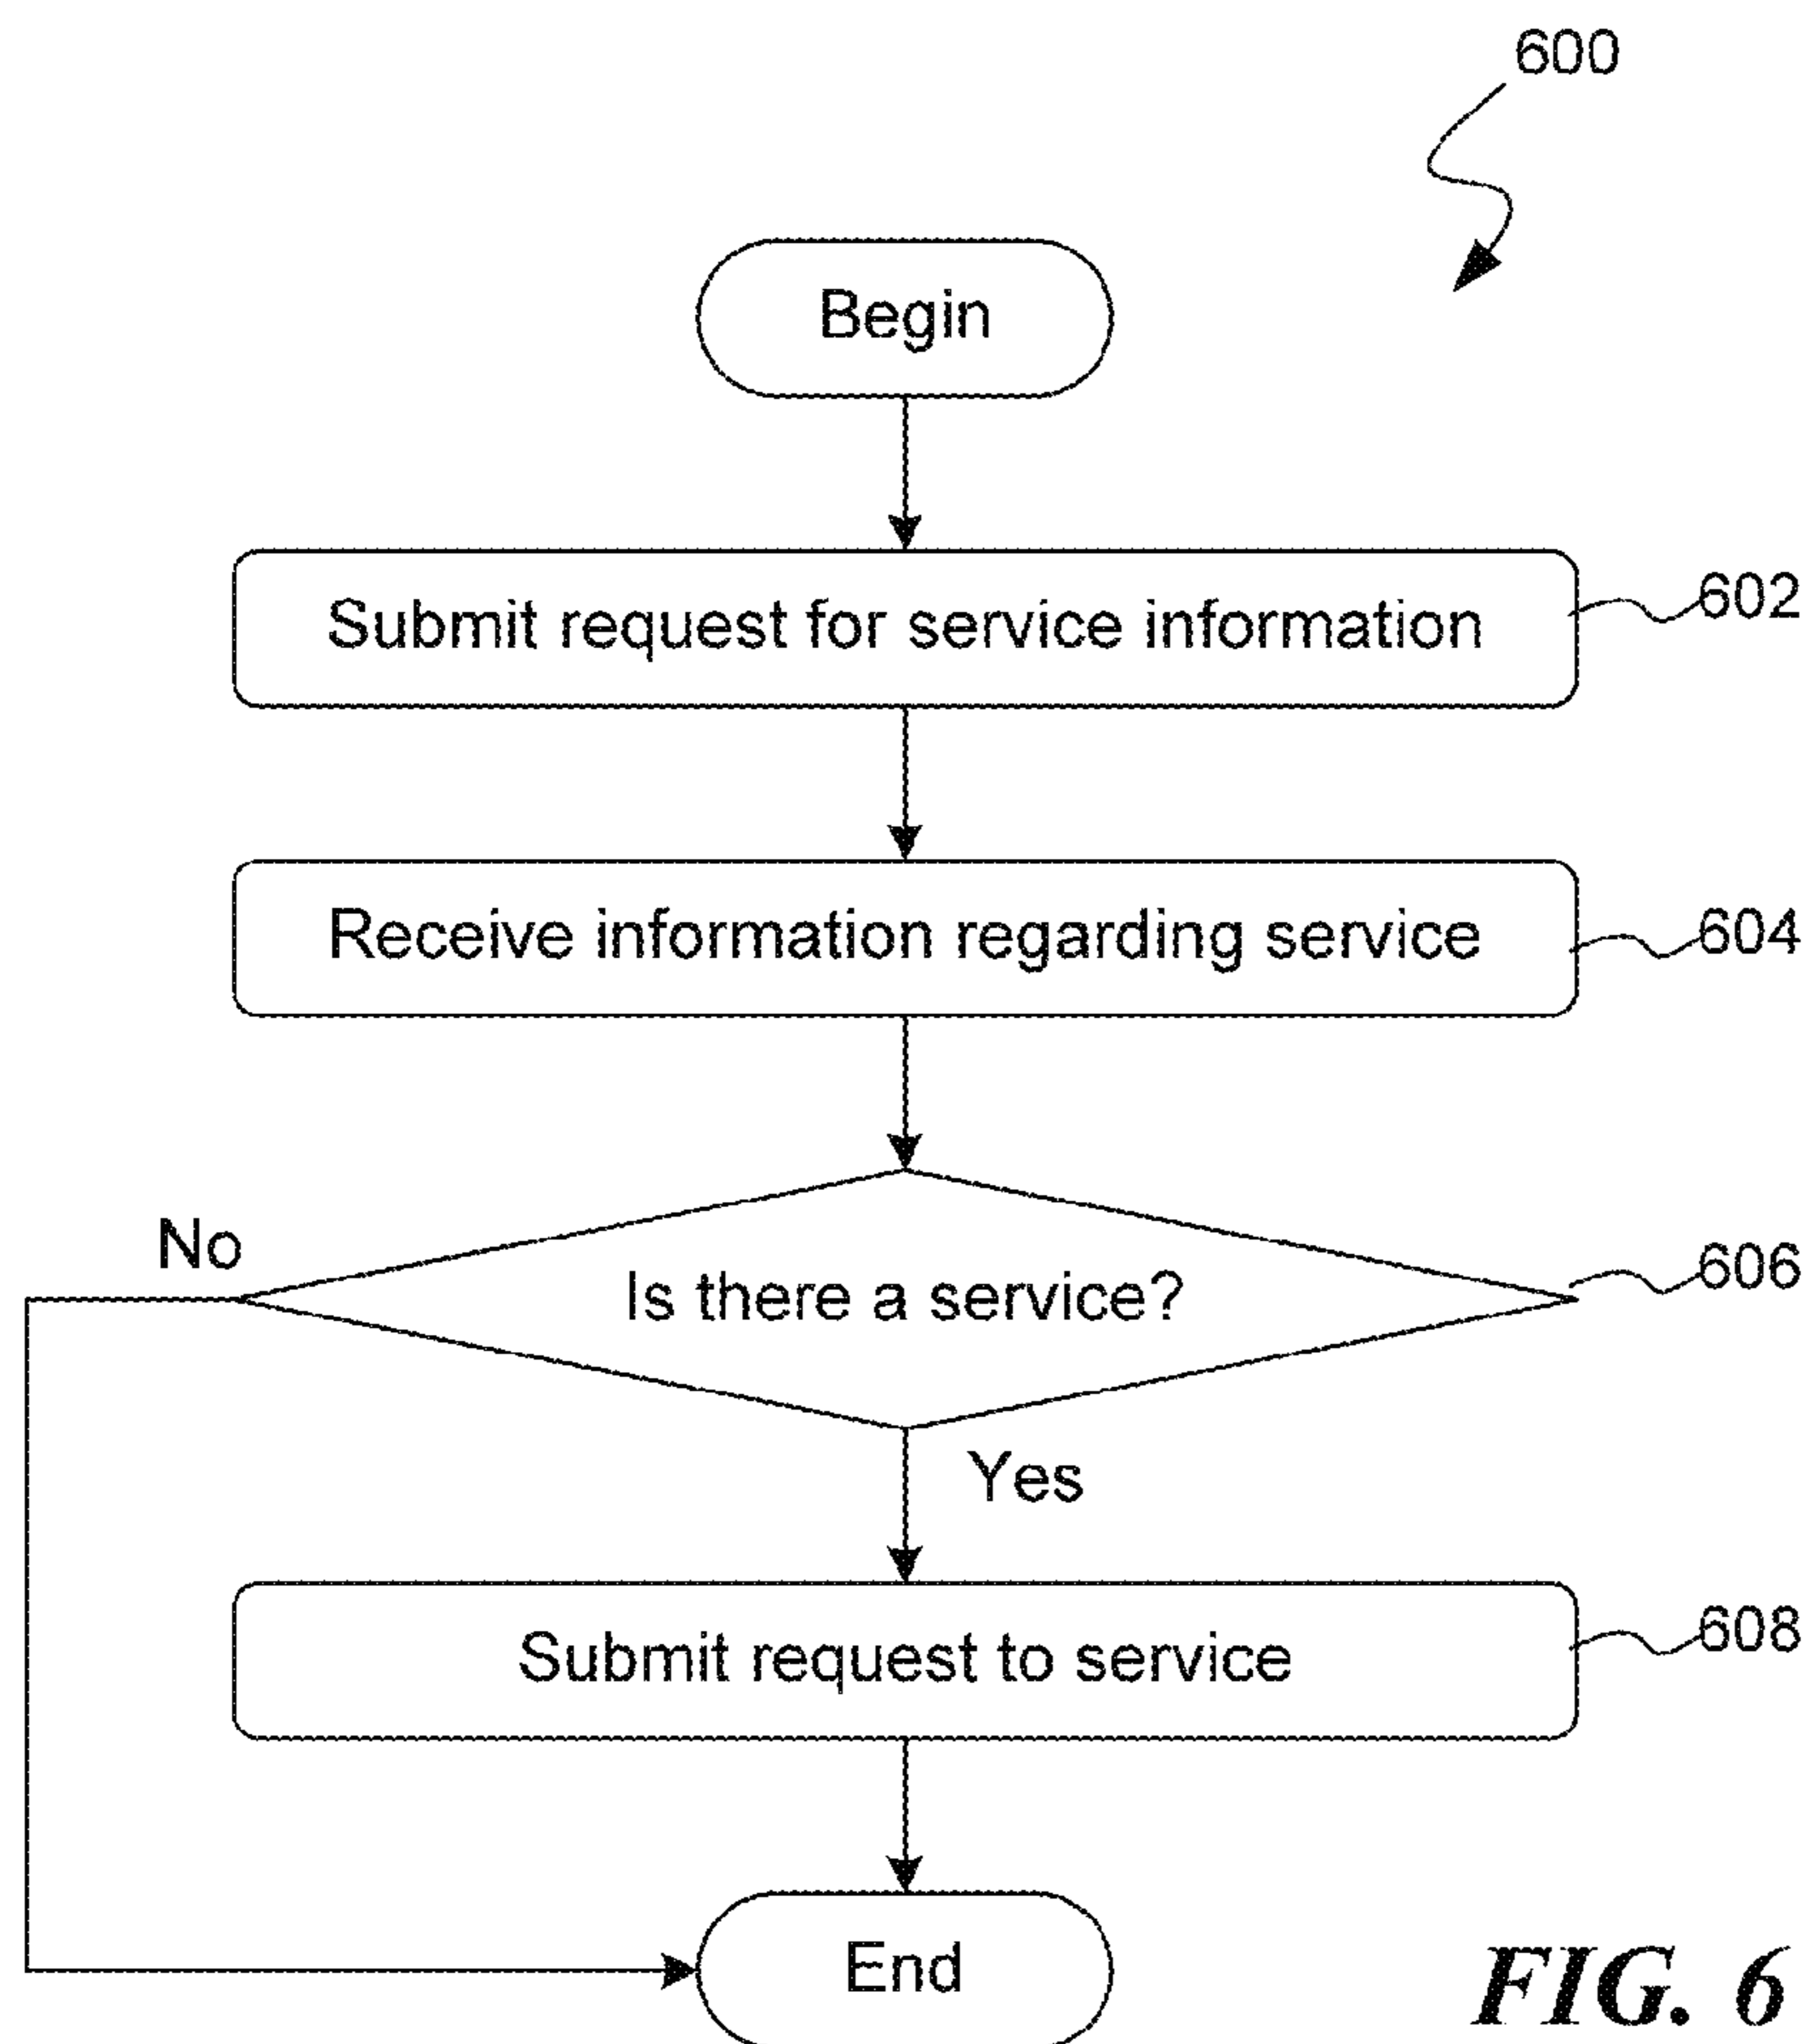 600
Begin
Submit request for service information
602
Receive information regarding service
604
No
Is there a service?
606
Yes
Submit request to service
608
End
FIG. 6